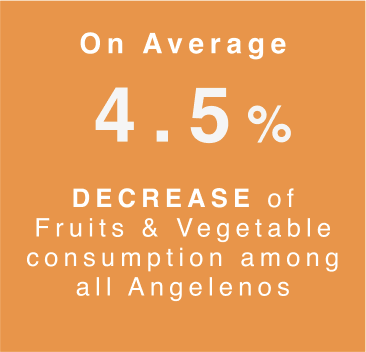 On Average
4.5%
DECREASE of
Fruits & Vegetable
consumption among
all Angelenos